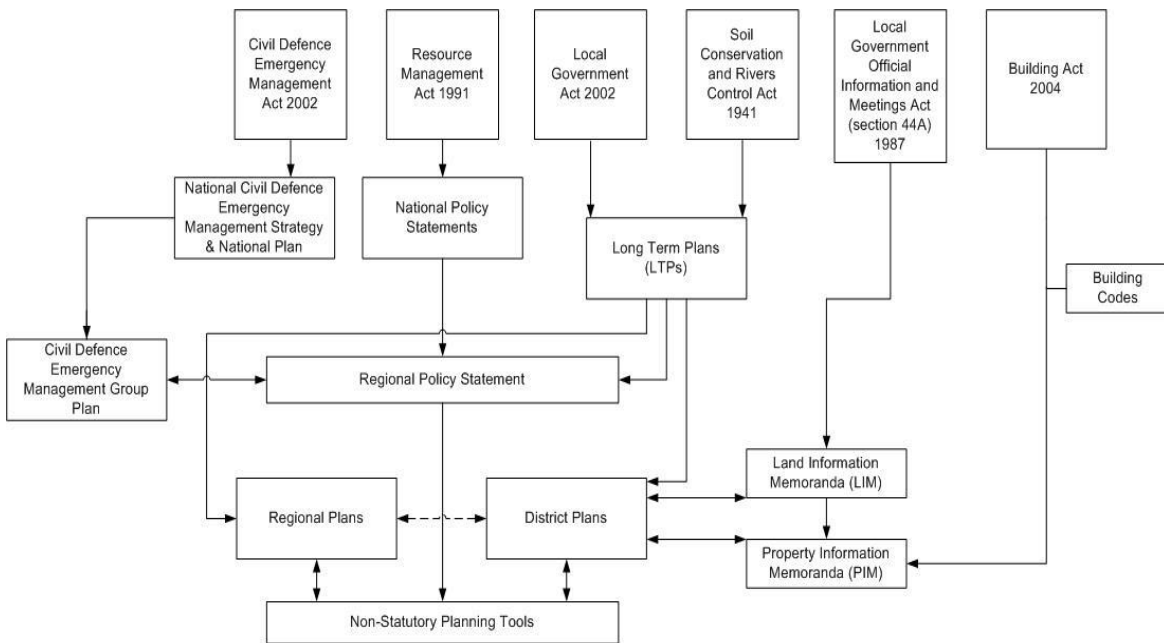 Civil Defence
Emergency
Management
Act 2002
Resource
Management
Act 1991
Local
Government
Act 2002
Soil
Conservation
and Rivers
Control Act
1941
Local
Government
Official
Information and
Meetings Act
(section 44A)
1987
Building Act
2004
National Civil Defence
Emergency
Management Strategy
& National Plan
National Policy
Statements
Long Term Plans
(LTPs)
Building
Codes
Civil Defence
Emergency
Management Group
Plan
Regional Policy Statement
Land Information
Memoranda (LIM)
Regional Plans
District Plans
Property Information
Memoranda (PIM)
Non-Statutory Planning Tools